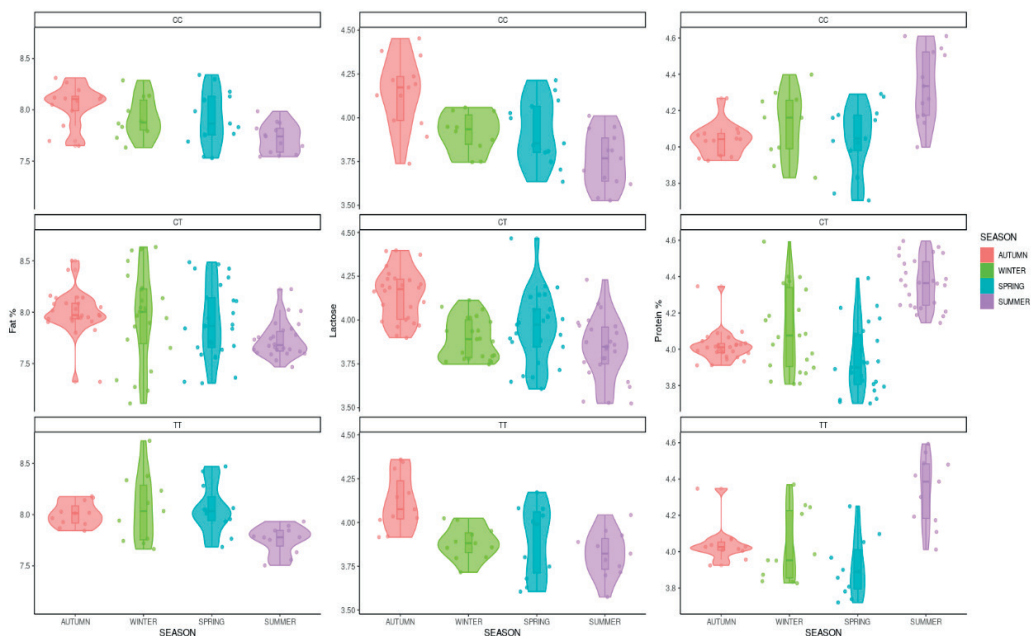 CC
8.5
8.0
7.5
Fat %
CT
8.5
8.0
7.5
TT
8.5
8.0
7.5
AUTUMN WINTER SPRING SUMMER
SEASON
CC
4.50
4.25
4.00
3.75
3.50
Lactose
CT
4.50
4.25
4.00
3.75
3.50
TT
4.50
4.25
4.00
3.75
3.50
AUTUMN WINTER SPRING SUMMER
SEASON
CC
4.6
4.4
4.2
4.0
3.8
Protein %
CT
4.6
4.4
4.2
4.0
3.8
TT
4.6
4.4
4.2
4.0
3.8
AUTUMN WINTER SPRING SUMMER
SEASON
SEASON
AUTUMN
WINTER
SPRING
SUMMER